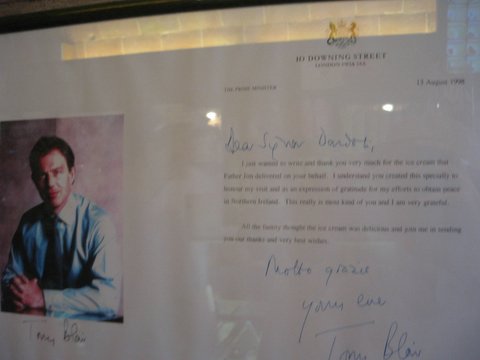 10 DOWNING STREET
LONDON SW1A 2AA
THE PRIME MINISTER
13 August 1998
Dear Signor Dondoli,
I just wanted to write and thank you very much for the ice cream that
Father Jon delivered on your behalf. I understand you created this specially to
honour my visit and as an expression of gratitude for my efforts to obtain peace
in Northern Ireland. This really is most kind of you and I am very grateful.
All the family thought the ice cream was delicious and join me in sending
you our thanks and very best wishes.
Molto grazie
yours ever
Tony Blair
Tony Blair